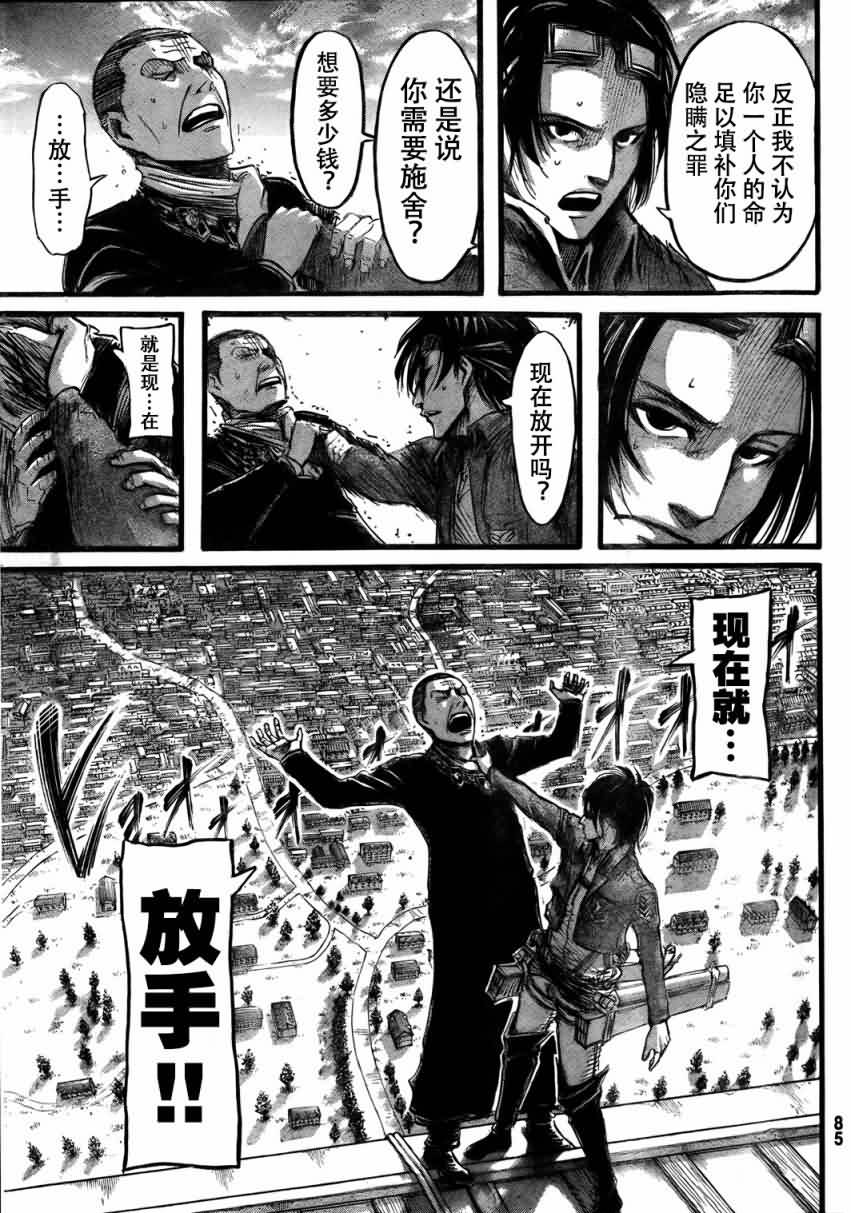 反正我不认为
你一个人的命
足以填补你们
隐瞒之罪
还是说
你需要施舍？
想要多少钱？
…放…手…
现在放开吗？
就是现…在
现在就…
放手!!
85